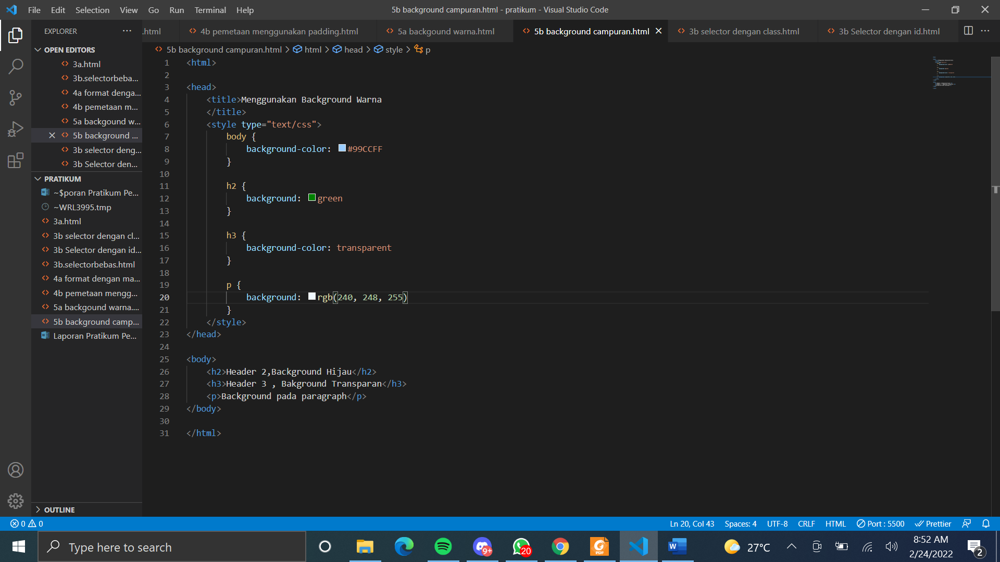 File Edit Selection View Go Run Terminal Help
5b background campuran.html - pratikum - Visual Studio Code
EXPLORER
.html
4b pemetaan menggunakan padding.html
5a backgound warna.html
5b background campuran.html
3b selector dengan class.html
3b Selector dengan id.html
OPEN EDITORS
3a.html
3b.selectorbeba...
4a format denga...
4b pemetaan m...
5a backgound w...
5b background ...
3b selector deng...
3b Selector den...
PRATIKUM
~$poran Pratikum Pe...
~WRL3995.tmp
3a.html
3b selector dengan cl...
3b Selector dengan id...
3b.selectorbebas.html
4a format dengan ma...
4b pemetaan mengg...
5a backgound warna....
5b background camp...
Laporan Pratikum Pe...
OUTLINE
5b background campuran.html > html > head > style > p
1 <html>
2
3 <head>
4 <title>Menggunakan Background Warna
5 </title>
6 <style type="text/css">
7 body {
8 background-color: #99CCFF
9 }
10
11 h2 {
12 background: green
13 }
14
15 h3 {
16 background-color: transparent
17 }
18
19 p {
20 background: rgb(240, 248, 255)
21 }
22 </style>
23 </head>
24
25 <body>
26 <h2>Header 2,Background Hijau</h2>
27 <h3>Header 3 , Bakground Transparan</h3>
28 <p>Background pada paragraph</p>
29 </body>
30
31 </html>
0 0
Ln 20, Col 43 Spaces: 4 UTF-8 CRLF HTML Port : 5500 Prettier
Type here to search
9+
20
PDF
27°C
8:52 AM
2/24/2022
2